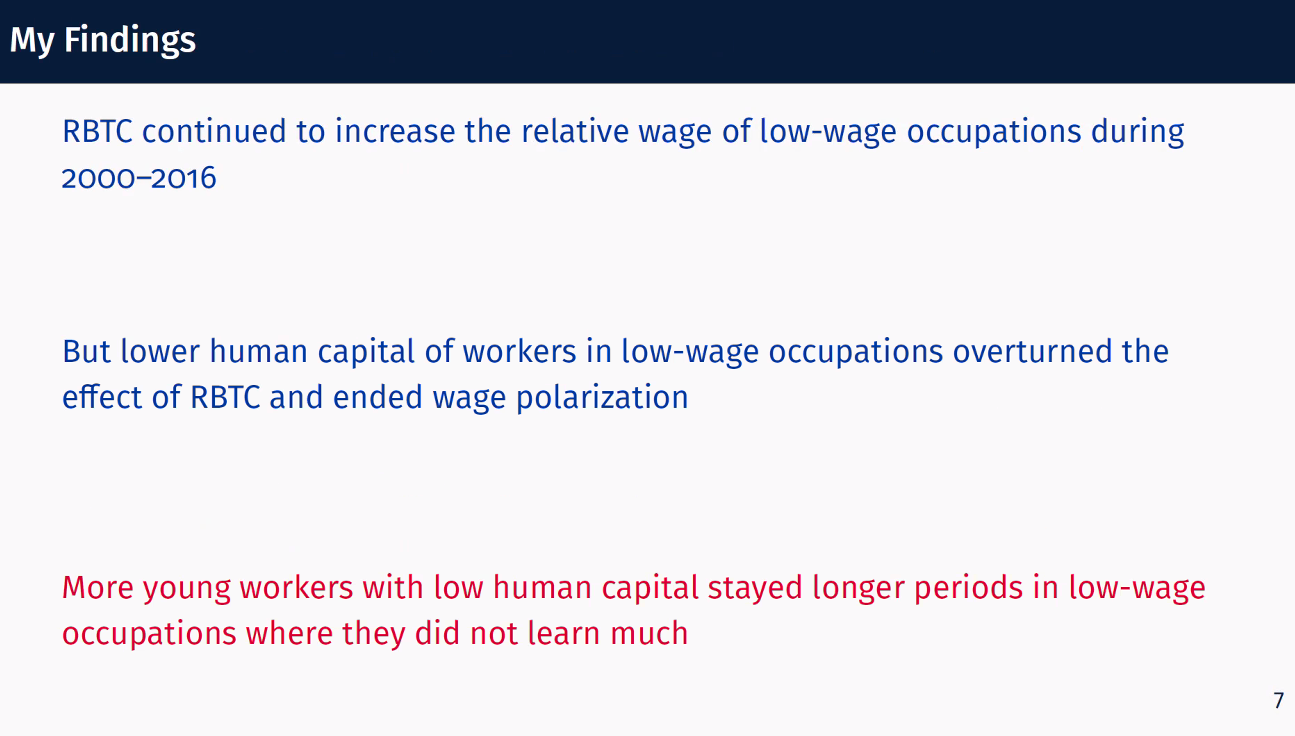 My Findings
RBTC continued to increase the relative wage of low-wage occupations during
2000–2016
But lower human capital of workers in low-wage occupations overturned the
effect of RBTC and ended wage polarization
More young workers with low human capital stayed longer periods in low-wage
occupations where they did not learn much
7